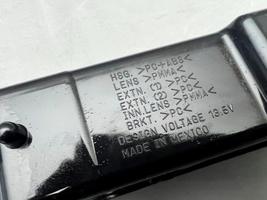 HSG. >PC+ABS<
LENS >PMMA<
EXTN. (1) >PC<
EXTN. (2) >PC<
INN.LENS >PMMA<
BRKT. >PC<
DESIGN VOLTAGE 13.5V
MADE IN MEXICO